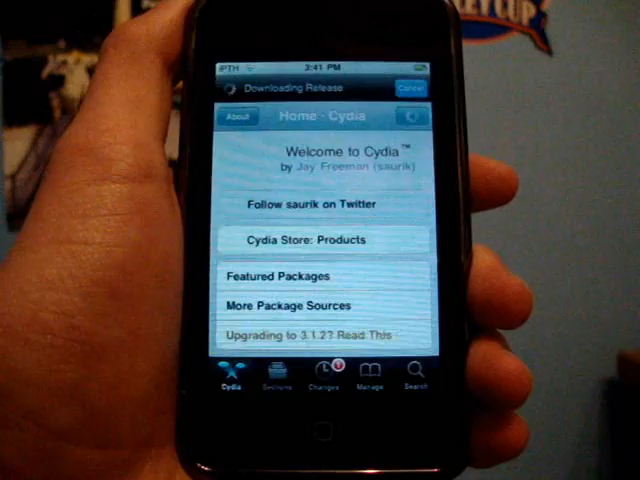 IPTH 3:41 PM
Downloading Release Cancel
About Home · Cydia
Welcome to Cydia™
by Jay Freeman (saurik)
Follow saurik on Twitter
Cydia Store: Products
Featured Packages
More Package Sources
Upgrading to 3.1.2? Read This
Cydia Sections Changes Manage Search